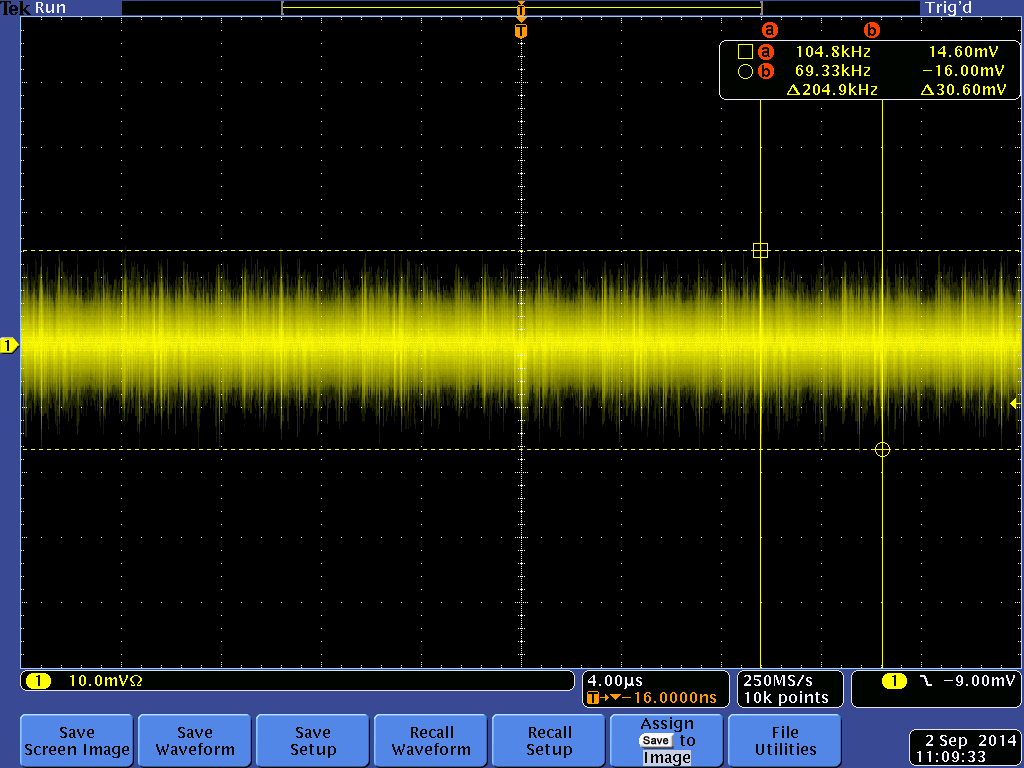 Tek Run Trig'd
T
T
a b
a 104.8kHz 14.60mV
b 69.33kHz −16.00mV
Δ204.9kHz Δ30.60mV
1
1 10.0mVΩ
4.00µs
T→▼−16.0000ns
250MS/s
10k points
1 −9.00mV
Save
Screen Image
Save
Waveform
Save
Setup
Recall
Waveform
Recall
Setup
Assign
Save to
Image
File
Utilities
2 Sep 2014
11:09:33